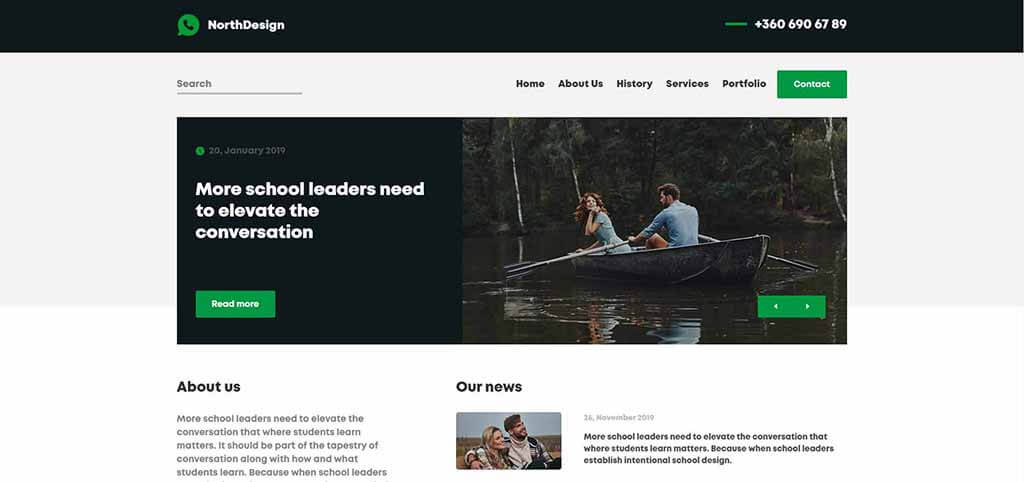 NorthDesign
+360 690 67 89
Search
Home About Us History Services Portfolio Contact
20, January 2019
More school leaders need
to elevate the
conversation
Read more
About us
More school leaders need to elevate the
conversation that where students learn
matters. It should be part of the tapestry of
conversation along with how and what
students learn. Because when school leaders
Our news
26, November 2019
More school leaders need to elevate the conversation that
where students learn matters. Because when school leaders
establish intentional school design.